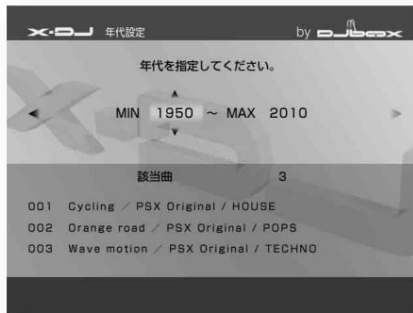 X-DJ 年代設定 by DJbox
年代を指定してください。
MIN 1950 ～ MAX 2010
該当曲 3
001 Cycling / PSX Original / HOUSE
002 Orange road / PSX Original / POPS
003 Wave motion / PSX Original / TECHNO